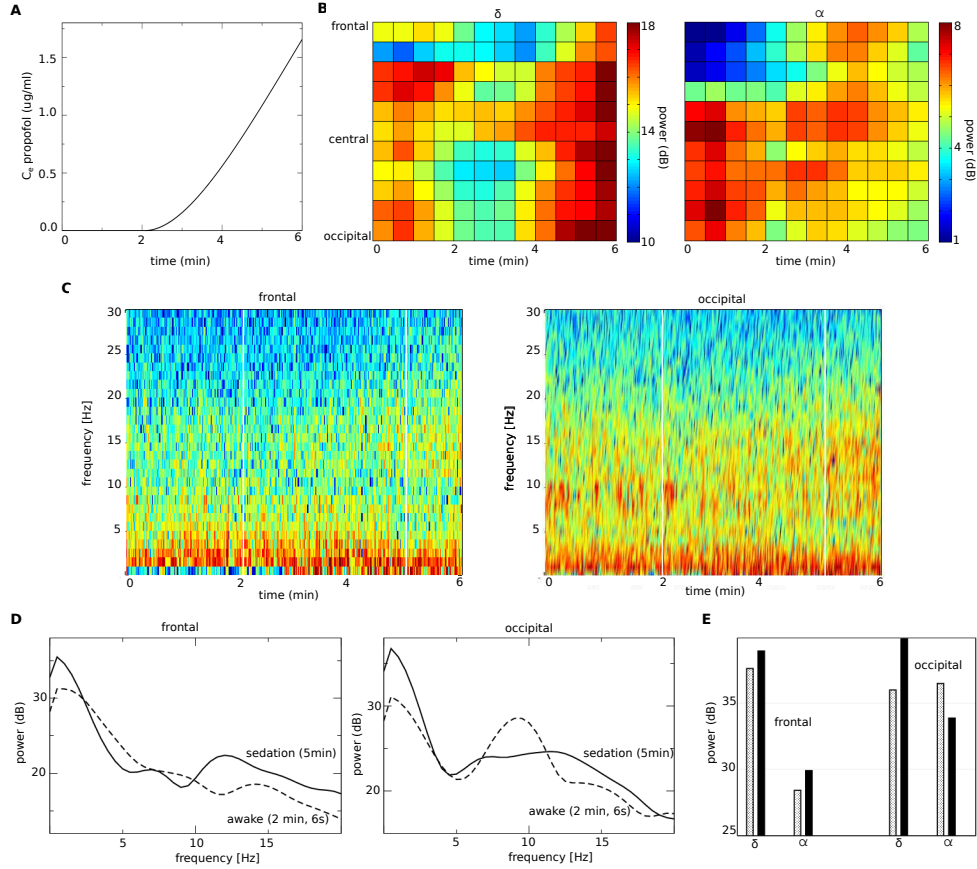 A
C_e propofol (ug/ml)
1.5
1.0
0.5
0.0
0 2 4 6
time (min)
B
δ
frontal
central
occipital
0 2 4 6
time (min)
18
14
10
power (dB)
α
0 2 4 6
time (min)
8
4
1
power (dB)
C
frontal
frequency [Hz]
30
25
20
15
10
5
0 2 4 6
time (min)
occipital
frequency [Hz]
30
25
20
15
10
5
0 2 4 6
time (min)
D
frontal
power (dB)
30
20
sedation (5min)
awake (2 min, 6s)
5 10 15
frequency [Hz]
occipital
power (dB)
30
20
sedation (5min)
awake (2 min, 6s)
5 10 15
frequency [Hz]
E
power (dB)
35
30
25
occipital
frontal
δ α δ α